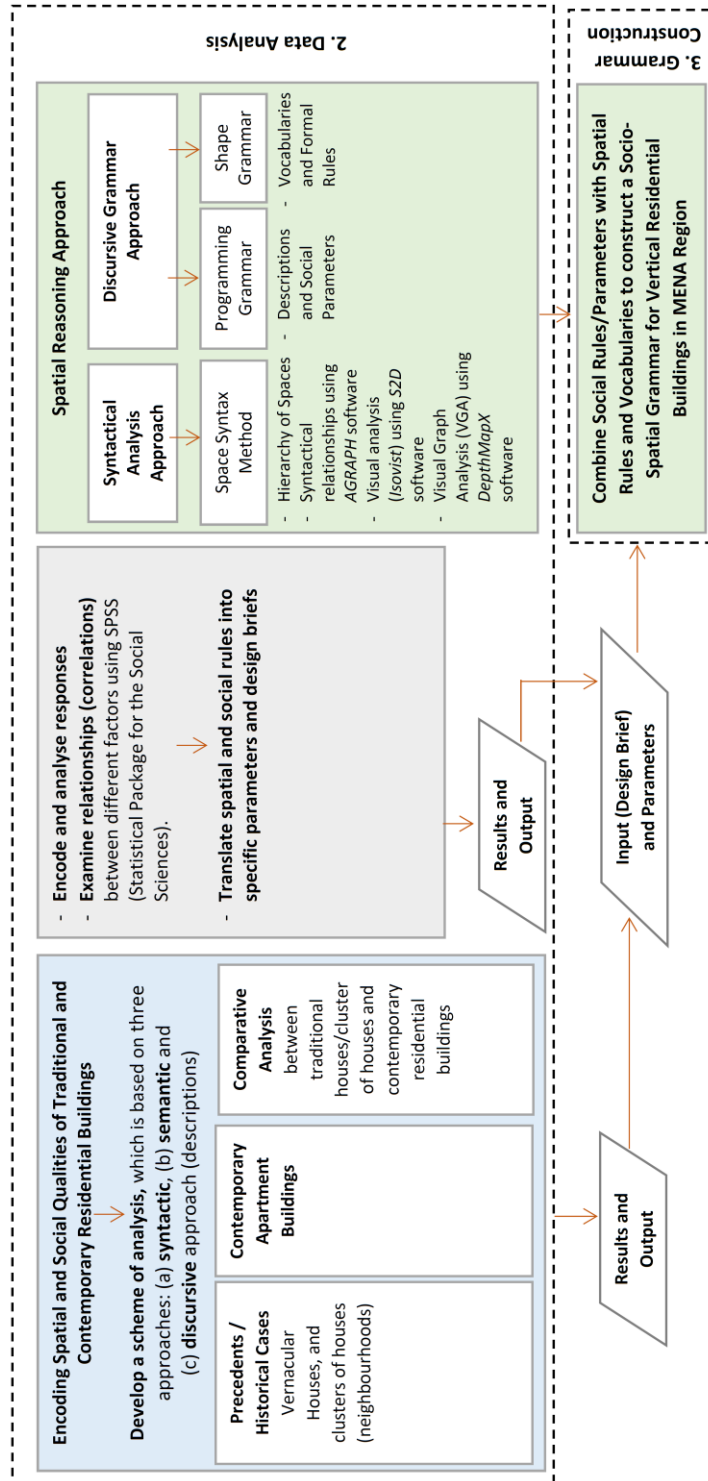 Encoding Spatial and Social Qualities of Traditional and
Contemporary Residential Buildings
Develop a scheme of analysis, which is based on three
approaches: (a) syntactic, (b) semantic and
(c) discursive approach (descriptions)
Precedents /
Historical Cases
Vernacular
Houses, and
clusters of houses
(neighbourhoods)
Contemporary
Apartment
Buildings
Comparative
Analysis
between
traditional
houses/cluster
of houses and
contemporary
residential
buildings
- Encode and analyse responses
- Examine relationships (correlations)
between different factors using SPSS
(Statistical Package for the Social
Sciences).
- Translate spatial and social rules into
specific parameters and design briefs
Spatial Reasoning Approach
Syntactical
Analysis
Approach
Discursive Grammar
Approach
Space Syntax
Method
Programming
Grammar
Shape
Grammar
- Hierarchy of Spaces
- Syntactical
relationships using
AGRAPH software
- Visual analysis
(Isovist) using S2D
software
- Visual Graph
Analysis (VGA) using
DepthMapX
software
- Descriptions
and Social
Parameters
- Vocabularies
and Formal
Rules
2. Data Analysis
Results and
Output
Results and
Output
Input (Design Brief)
and Parameters
Combine Social Rules/Parameters with Spatial
Rules and Vocabularies to construct a Socio-
Spatial Grammar for Vertical Residential
Buildings in MENA Region
3. Grammar
Construction